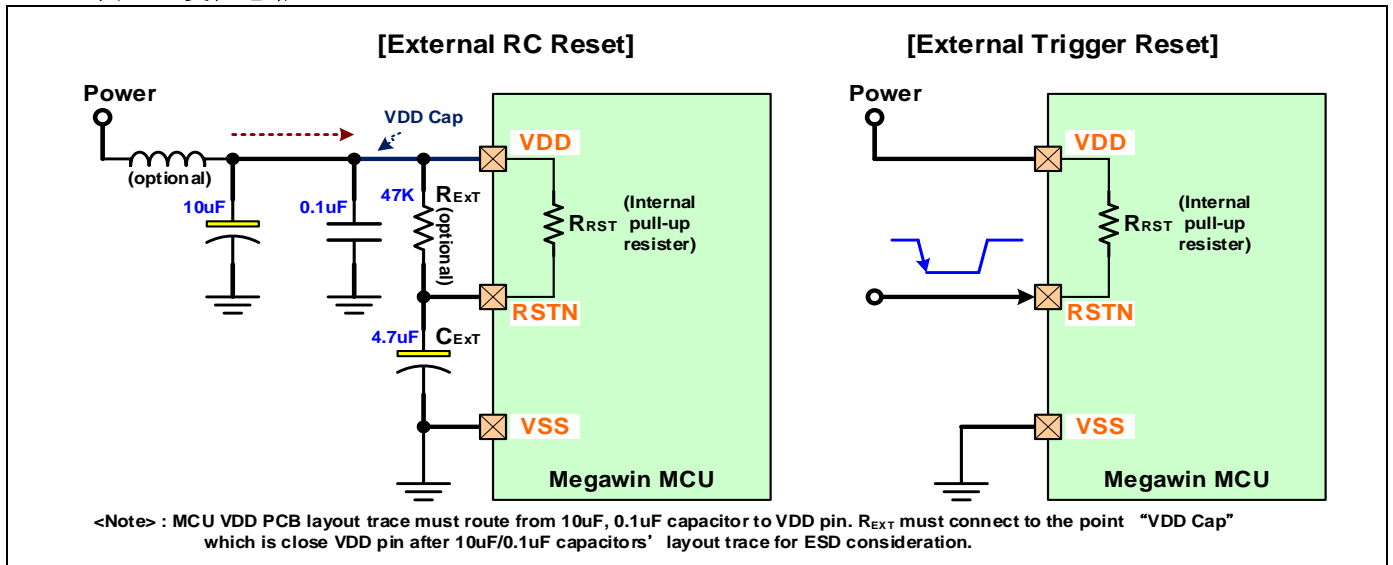 [External RC Reset]
[External Trigger Reset]
Power
VDD Cap
VDD
(optional)
10uF
0.1uF
47K
RExT
(optional)
RRST
(Internal
pull-up
resister)
RSTN
4.7uF
CExT
VSS
Megawin MCU
Power
VDD
RRST
(Internal
pull-up
resister)
RSTN
VSS
Megawin MCU
<Note> : MCU VDD PCB layout trace must route from 10uF, 0.1uF capacitor to VDD pin. REXT must connect to the point “VDD Cap”
which is close VDD pin after 10uF/0.1uF capacitors’ layout trace for ESD consideration.